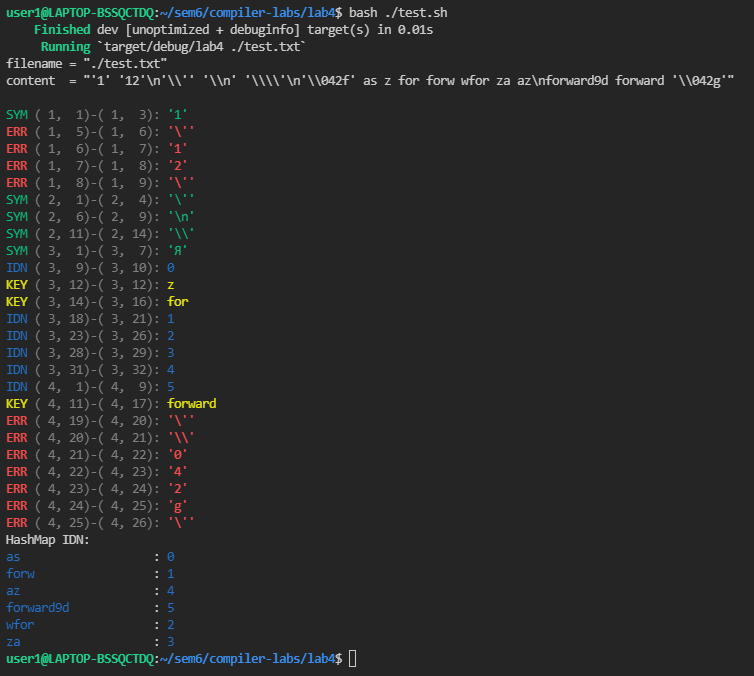 user1@LAPTOP-BSSQCTDQ:~/sem6/compiler-labs/lab4$ bash ./test.sh
    Finished dev [unoptimized + debuginfo] target(s) in 0.01s
     Running `target/debug/lab4 ./test.txt`
filename = "./test.txt"
content  = "'1' '12'\n'\\'' '\\n' '\\\\'\n'\\042f' as z for forw wfor za az\nforward9d forward '\\042g'"

SYM ( 1,  1)-( 1,  3): '1'
ERR ( 1,  5)-( 1,  6): '\''
ERR ( 1,  6)-( 1,  7): '1'
ERR ( 1,  7)-( 1,  8): '2'
ERR ( 1,  8)-( 1,  9): '\''
SYM ( 2,  1)-( 2,  4): '\''
SYM ( 2,  6)-( 2,  9): '\n'
SYM ( 2, 11)-( 2, 14): '\\'
SYM ( 3,  1)-( 3,  7): 'Я'
IDN ( 3,  9)-( 3, 10): 0
KEY ( 3, 12)-( 3, 12): z
KEY ( 3, 14)-( 3, 16): for
IDN ( 3, 18)-( 3, 21): 1
IDN ( 3, 23)-( 3, 26): 2
IDN ( 3, 28)-( 3, 29): 3
IDN ( 3, 31)-( 3, 32): 4
IDN ( 4,  1)-( 4,  9): 5
KEY ( 4, 11)-( 4, 17): forward
ERR ( 4, 19)-( 4, 20): '\''
ERR ( 4, 20)-( 4, 21): '\\'
ERR ( 4, 21)-( 4, 22): '0'
ERR ( 4, 22)-( 4, 23): '4'
ERR ( 4, 23)-( 4, 24): '2'
ERR ( 4, 24)-( 4, 25): 'g'
ERR ( 4, 25)-( 4, 26): '\''
HashMap IDN:
as                   : 0
forw                 : 1
az                   : 4
forward9d            : 5
wfor                 : 2
za                   : 3
user1@LAPTOP-BSSQCTDQ:~/sem6/compiler-labs/lab4$